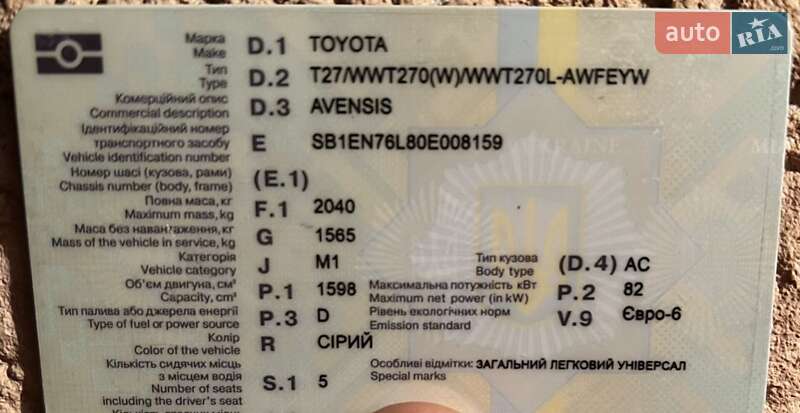 auto RIA
Марка D.1 TOYOTA
Make
Тип D.2 T27/WWT270(W)/WWT270L-AWFEYW
Type
Комерційний опис D.3 AVENSIS
Commercial description
Ідентифікаційний номер
транспортного засобу E SB1EN76L80E008159
Vehicle identification number
Номер шасі (кузова, рами) (E.1)
Chassis number (body, frame)
Повна маса, кг F.1 2040
Maximum mass, kg
Маса без навантаження, кг G 1565
Mass of the vehicle in service, kg
Категорія J M1 Тип кузова (D.4) AC
Vehicle category Body type
Об'єм двигуна, см³ P.1 1598 Максимальна потужність кВт P.2 82
Capacity, cm³ Maximum net power (in kW)
Тип палива або джерела енергії P.3 D Рівень екологічних норм V.9 Євро-6
Type of fuel or power source Emission standard
Колір R СІРИЙ
Color of the vehicle
Кількість сидячих місць Особливі відмітки: ЗАГАЛЬНИЙ ЛЕГКОВИЙ УНІВЕРСАЛ
з місцем водія S.1 5 Special marks
Number of seats
including the driver's seat